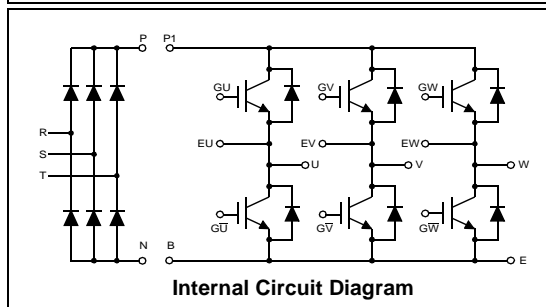 P P1
GU GV GW
R
EU EV EW
S
U V W
T
GU̅ GV̅ GW̅
N B
E
Internal Circuit Diagram